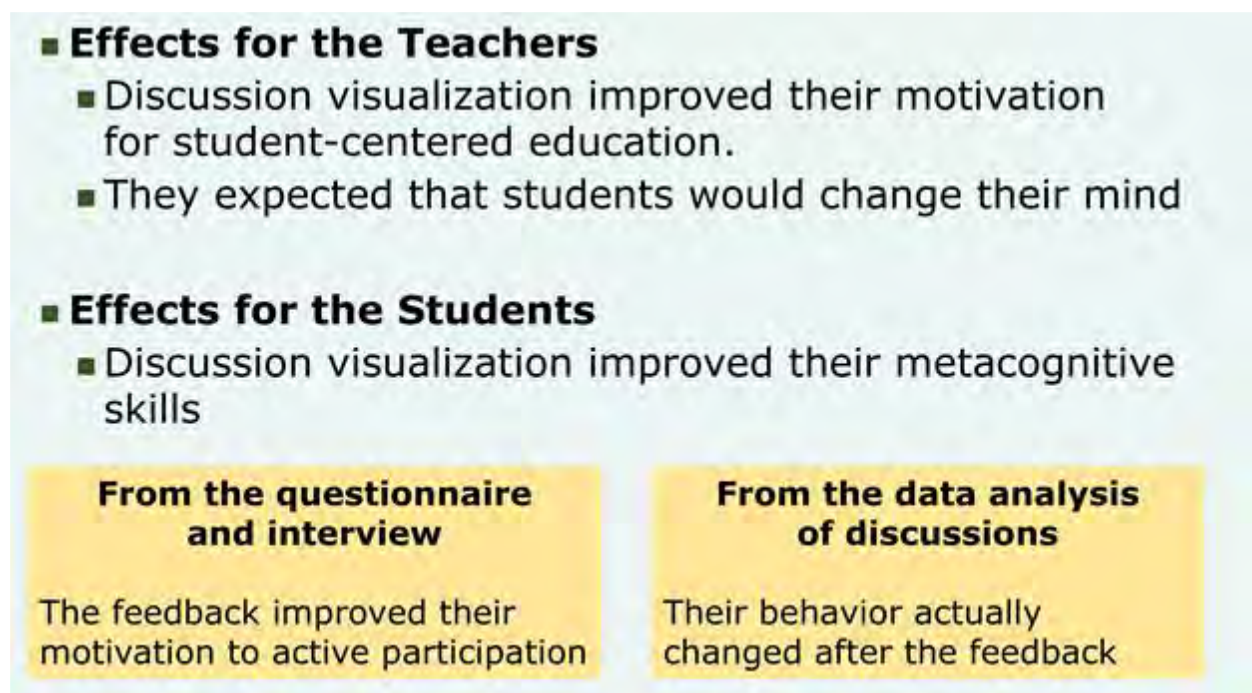 Effects for the Teachers
Discussion visualization improved their motivation
for student-centered education.
They expected that students would change their mind
Effects for the Students
Discussion visualization improved their metacognitive
skills
From the questionnaire
and interview
The feedback improved their
motivation to active participation
From the data analysis
of discussions
Their behavior actually
changed after the feedback